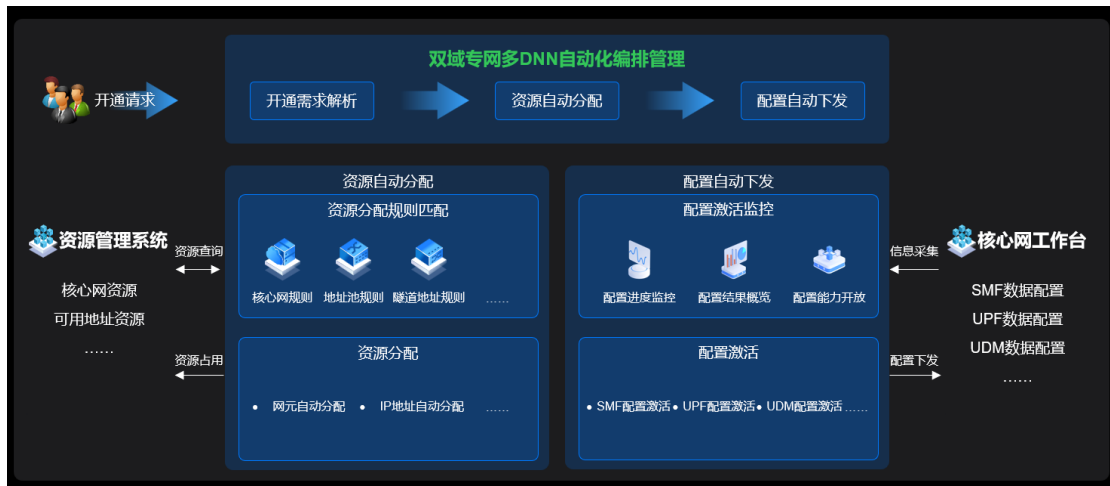 双域专网多DNN自动化编排管理
开通请求
开通需求解析
资源自动分配
配置自动下发
资源自动分配
资源分配规则匹配
核心网规则
地址池规则
隧道地址规则
……
资源分配
• 网元自动分配
• IP地址自动分配
……
配置自动下发
配置激活监控
配置进度监控
配置结果概览
配置能力开放
配置激活
• SMF配置激活
• UPF配置激活
• UDM配置激活
……
资源管理系统
核心网资源
可用地址资源
……
资源查询
资源占用
信息采集
配置下发
核心网工作台
SMF数据配置
UPF数据配置
UDM数据配置
……